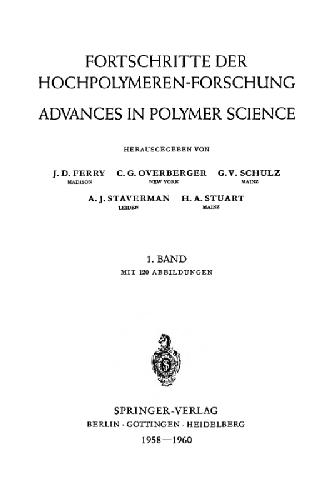 FORTSCHRITTE DER
HOCHPOLYMEREN-FORSCHUNG
ADVANCES IN POLYMER SCIENCE
HERAUSGEGEBEN VON
J. D. FERRY C. G. OVERBERGER G. V. SCHULZ
MADISON NEW YORK MAINZ
A. J. STAVERMAN H. A. STUART
LEIDEN MAINZ
1. BAND
MIT 120 ABBILDUNGEN
SPRINGER-VERLAG
BERLIN · GOTTINGEN · HEIDELBERG
1958—1960